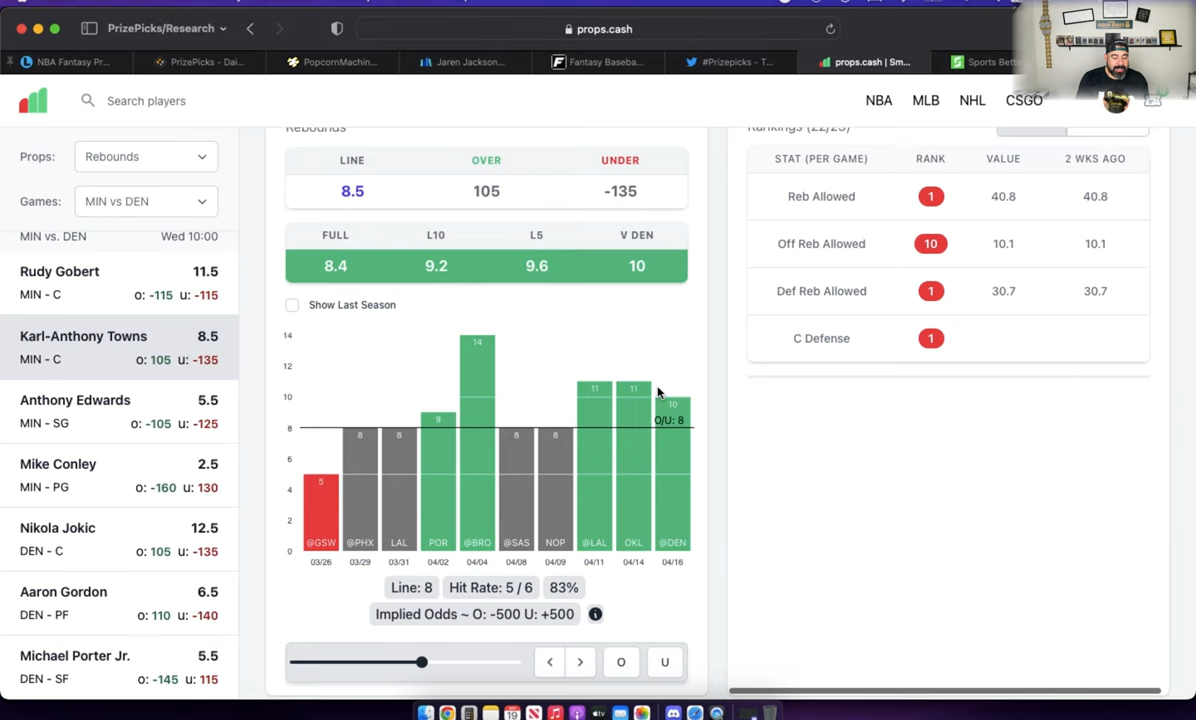 PrizePicks/Research
props.cash
NBA Fantasy Pr...
PrizePicks - Dai...
PopcornMachin...
Jaren Jackson...
Fantasy Baseba...
#Prizepicks - T...
props.cash | Sm...
Sports Bettin
Search players
NBA
MLB
NHL
CSGO
Props:
Rebounds
Games:
MIN vs DEN
MIN vs. DEN
Wed 10:00
Rudy Gobert
11.5
MIN - C
o: -115 u: -115
Karl-Anthony Towns
8.5
MIN - C
o: 105 u: -135
Anthony Edwards
5.5
MIN - SG
o: -105 u: -125
Mike Conley
2.5
MIN - PG
o: -160 u: 130
Nikola Jokic
12.5
DEN - C
o: 105 u: -135
Aaron Gordon
6.5
DEN - PF
o: 110 u: -140
Michael Porter Jr.
5.5
DEN - SF
o: -145 u: 115
Rebounds
LINE OVER UNDER
8.5 105 -135
FULL L10 L5 V DEN
8.4 9.2 9.6 10
Show Last Season
14
12
10
8
6
4
2
0
5 8 8 9 14 8 8 11 11 10
O/U: 8
@GSW @PHX LAL POR @BRO @SAS NOP @LAL OKL @DEN
03/26 03/29 03/31 04/02 04/04 04/08 04/09 04/11 04/14 04/16
Line: 8 Hit Rate: 5 / 6 83%
Implied Odds ~ O: -500 U: +500
< > O U
Rankings (22/23)
STAT (PER GAME) RANK VALUE 2 WKS AGO
Reb Allowed 1 40.8 40.8
Off Reb Allowed 10 10.1 10.1
Def Reb Allowed 1 30.7 30.7
C Defense 1
19